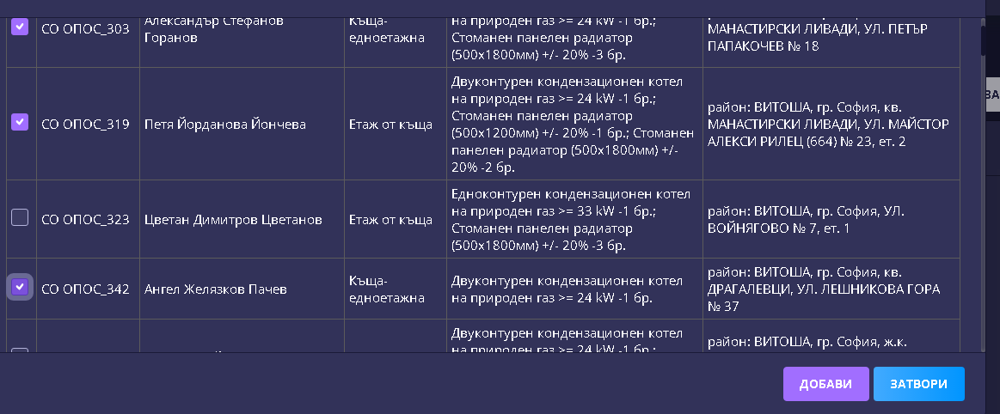 СО ОПОС_303
Александър Стефанов
Горанов
Къща-
едноетажна
на природен газ >= 24 kW -1 бр.;
Стоманен панелен радиатор
(500x1800мм) +/- 20% -3 бр.
МАНАСТИРСКИ ЛИВАДИ, УЛ. ПЕТЪР
ПАПАКОЧЕВ № 18
СО ОПОС_319
Петя Йорданова Йончева
Етаж от къща
Двуконтурен кондензационен котел
на природен газ >= 24 kW -1 бр.;
Стоманен панелен радиатор
(500x1200мм) +/- 20% -1 бр.; Стоманен
панелен радиатор (500x1800мм) +/-
20% -2 бр.
район: ВИТОША, гр. София, кв.
МАНАСТИРСКИ ЛИВАДИ, УЛ. МАЙСТОР
АЛЕКСИ РИЛЕЦ (664) № 23, ет. 2
СО ОПОС_323
Цветан Димитров Цветанов
Етаж от къща
Едноконтурен кондензационен котел
на природен газ >= 33 kW -1 бр.;
Стоманен панелен радиатор
(500x1800мм) +/- 20% -3 бр.
район: ВИТОША, гр. София, УЛ.
ВОЙНЯГОВО № 7, ет. 1
СО ОПОС_342
Ангел Желязков Пачев
Къща-
едноетажна
Двуконтурен кондензационен котел
на природен газ >= 24 kW -1 бр.
район: ВИТОША, гр. София, кв.
ДРАГАЛЕВЦИ, УЛ. ЛЕШНИКОВА ГОРА
№ 37
Двуконтурен кондензационен котел
на природен газ >= 24 kW -1 бр.;
район: ВИТОША, гр. София, ж.к.
ДОБАВИ
ЗАТВОРИ